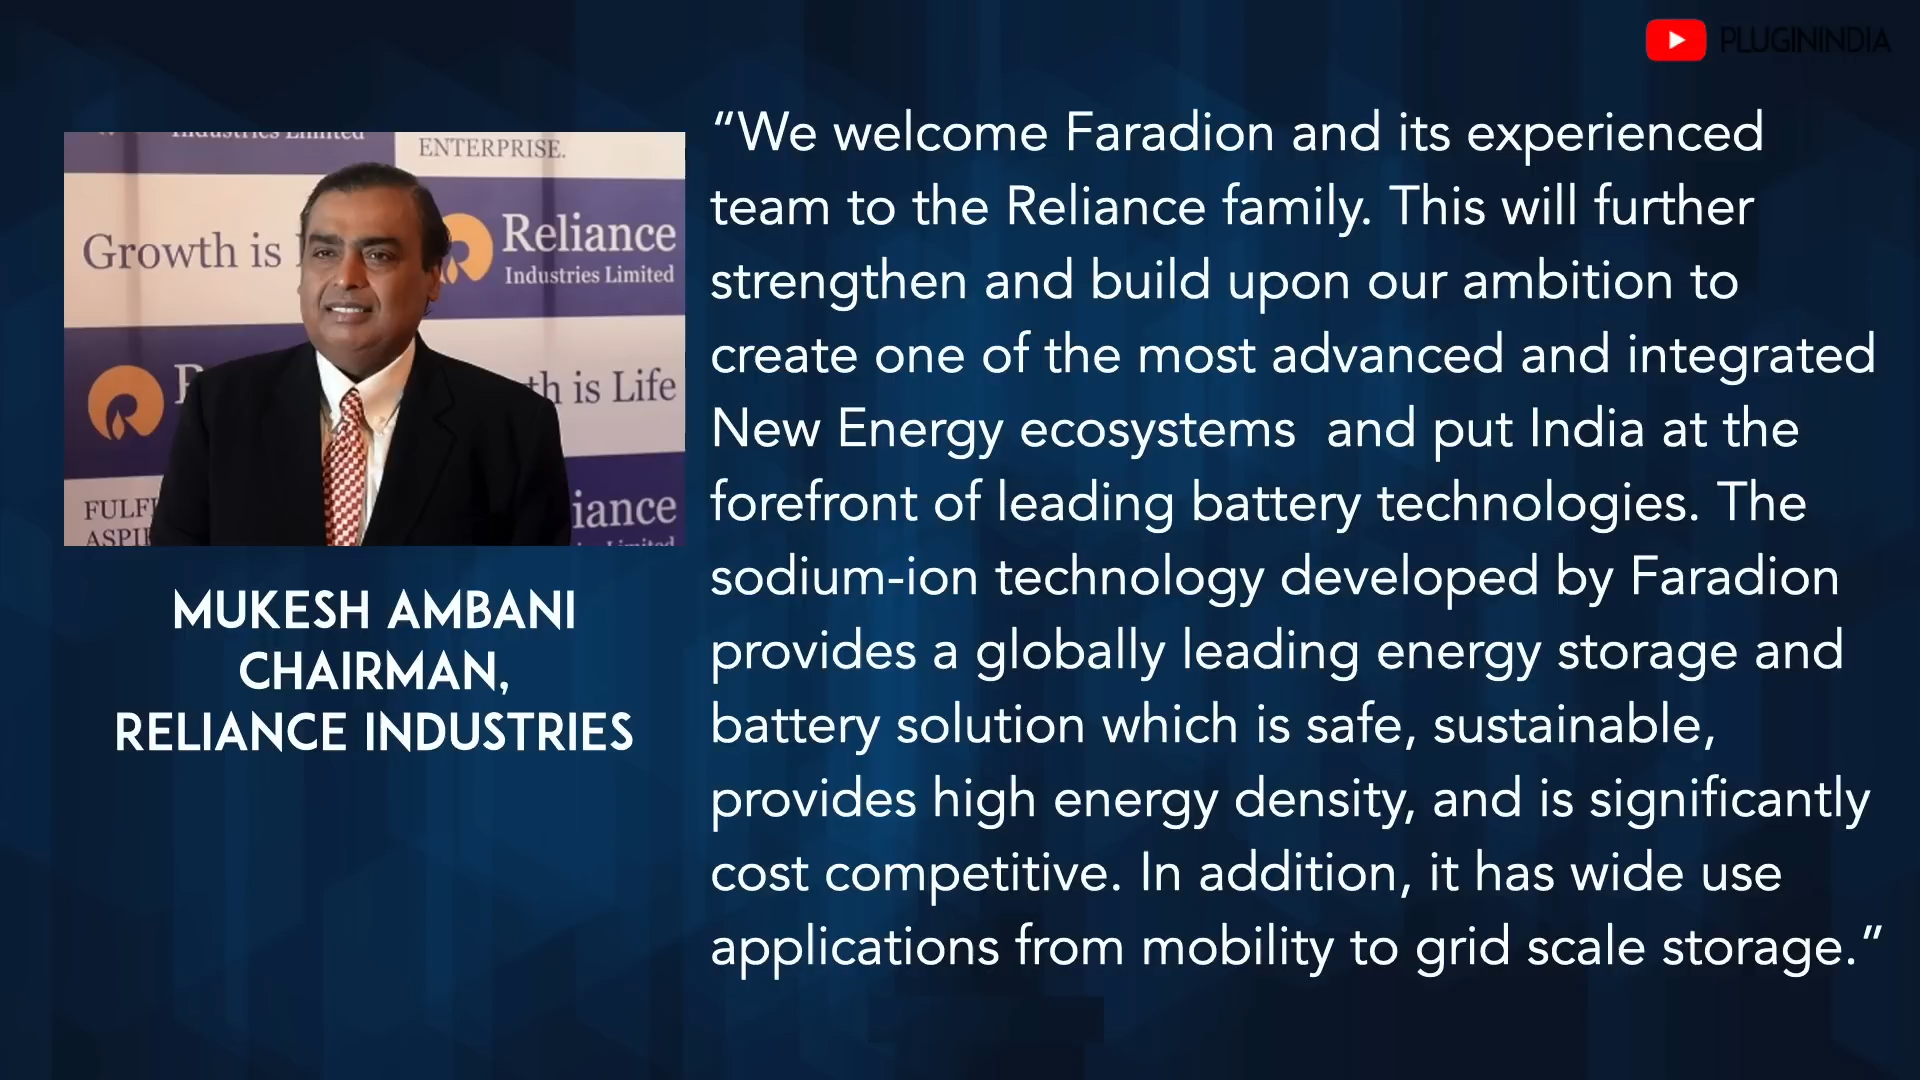 PLUGININDIA
Industries Limited
ENTERPRISE.
Growth is
Reliance
Industries Limited
th is Life
FULF
ASPI
iance
Limited
MUKESH AMBANI
CHAIRMAN,
RELIANCE INDUSTRIES
“We welcome Faradion and its experienced
team to the Reliance family. This will further
strengthen and build upon our ambition to
create one of the most advanced and integrated
New Energy ecosystems  and put India at the
forefront of leading battery technologies. The
sodium-ion technology developed by Faradion
provides a globally leading energy storage and
battery solution which is safe, sustainable,
provides high energy density, and is significantly
cost competitive. In addition, it has wide use
applications from mobility to grid scale storage.”